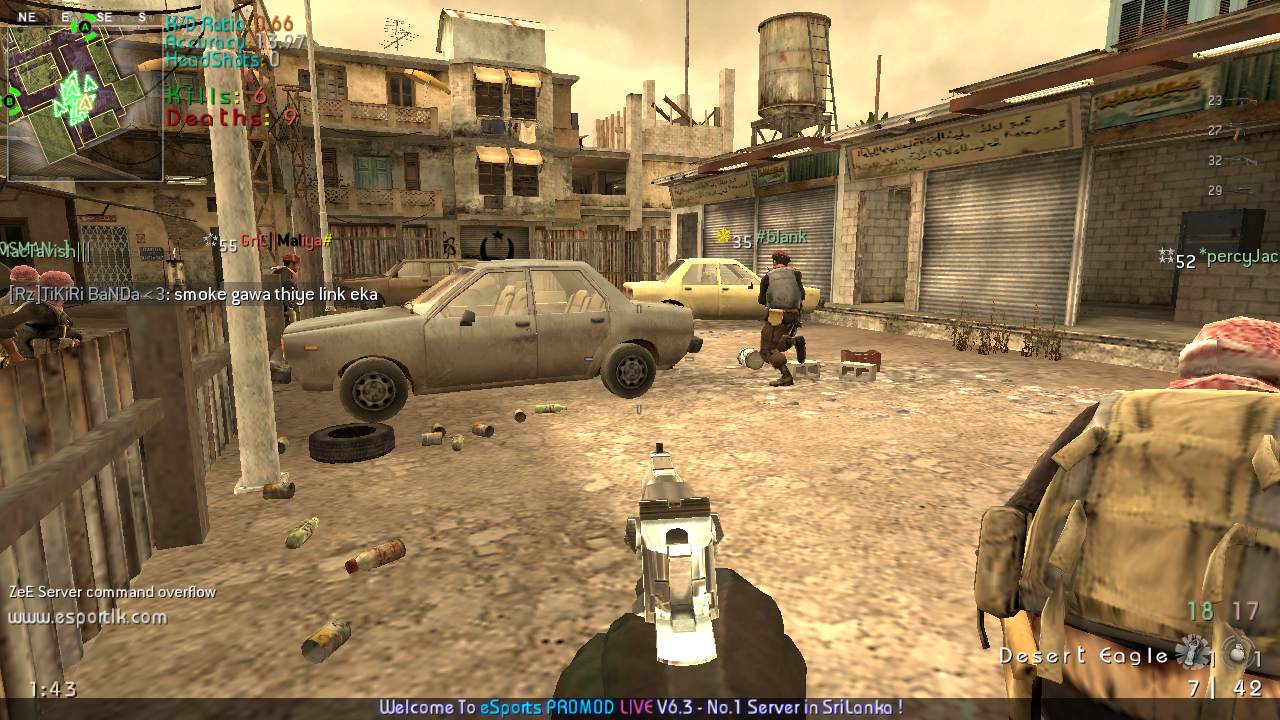 NE E SE S
A
K/D Ratio: 0.66
Accuracy: 13.97
HeadShots: 0
Kills: 6
Deaths: 9
23
27
32
29
55 Gnt||Maliya#
35 #blank
52 *percyJac
MacTavish|||
[Rz]TiKiRi BaNDa <3: smoke gawa thiye link eka
ZeE Server command overflow
www.esportlk.com
18 17
Desert Eagle 1 1
1:43
7| 42
Welcome To eSports PROMOD LIVE V6.3 - No.1 Server in SriLanka !